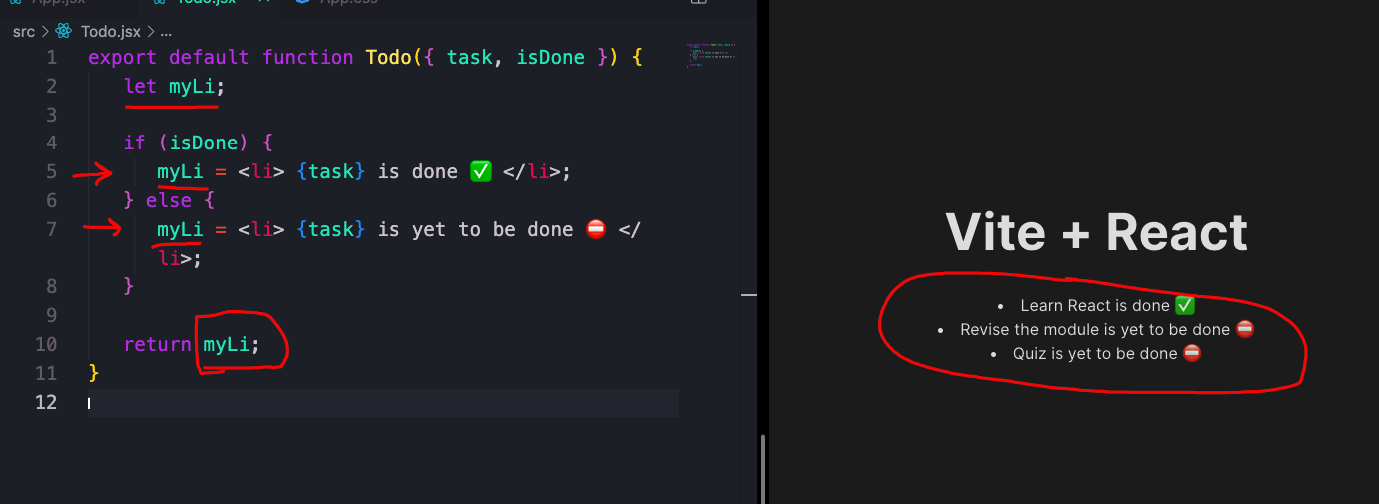 App.jsx
Todo.jsx
App.css
src > Todo.jsx > ...
1 export default function Todo({ task, isDone }) {
2 let myLi;
3
4 if (isDone) {
5 myLi = <li> {task} is done ✅ </li>;
6 } else {
7 myLi = <li> {task} is yet to be done ⛔ </
li>;
8 }
9
10 return myLi;
11 }
12
Vite + React
• Learn React is done ✅
• Revise the module is yet to be done ⛔
• Quiz is yet to be done ⛔